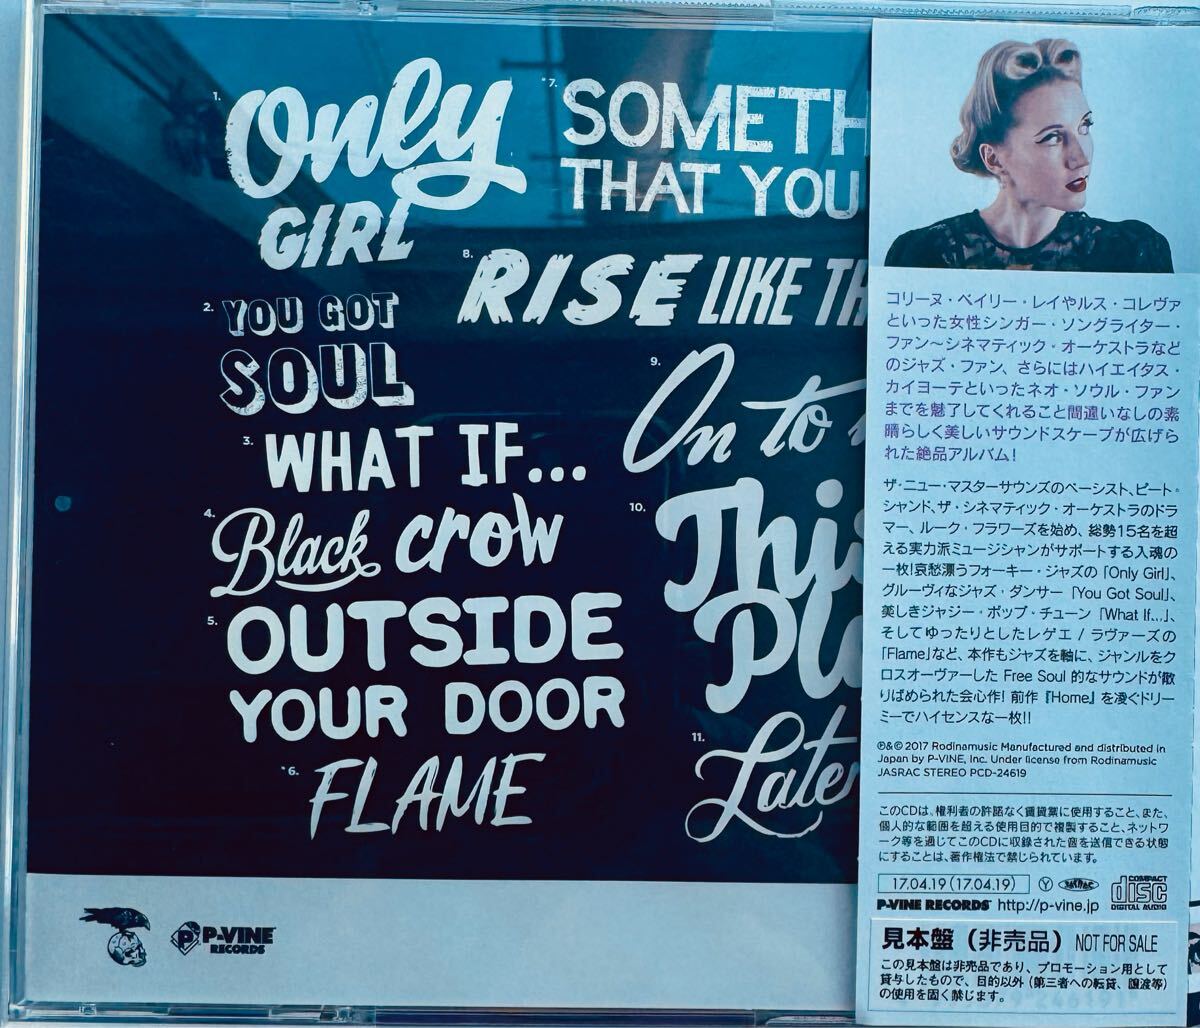 1. Only
GIRL
2. YOU GOT
SOUL
3. WHAT IF...
4. Black crow
5. OUTSIDE
YOUR DOOR
*6. FLAME
*7. SOMETH
THAT YOU
8. RISE LIKE TH
9. On to
10. This
Pla
11. Later
P-VINE
RECORDS
コリーヌ・ベイリー・レイやルス・コレヴァ
といった女性シンガー・ソングライター・
ファン〜シネマティック・オーケストラなど
のジャズ・ファン、さらにはハイエイタス・
カイヨーテといったネオ・ソウル・ファン
までを魅了してくれること間違いなしの素
晴らしく美しいサウンドスケープが広げら
れた絶品アルバム!
ザ・ニュー・マスターサウンズのベーシスト、ピート・
シャンド、ザ・シネマティック・オーケストラのドラ
マー、ルーク・フラワーズを始め、総勢15名を超
える実力派ミュージシャンがサポートする入魂の
一枚!哀愁漂うフォーキー・ジャズの「Only Girl」、
グルーヴィなジャズ・ダンサー「You Got Soul」、
美しきジャジー・ポップ・チューン「What If...」、
そしてゆったりとしたレゲエ / ラヴァーズの
「Flame」など、本作もジャズを軸に、ジャンルをク
ロスオーヴァーした Free Soul 的なサウンドが散
りばめられた会心作! 前作『Home』を凌ぐドリー
ミーでハイセンスな一枚!!
℗&© 2017 Rodinamusic Manufactured and distributed in
Japan by P-VINE, Inc. Under license from Rodinamusic
JASRAC STEREO PCD-24619
このCDは、権利者の許諾なく賃貸業に使用すること、また、
個人的な範囲を超える使用目的で複製すること、ネットワ
ーク等を通じてこのCDに収録された音を送信できる状態
にすることは、著作権法で禁じられています。
17.04.19 (17.04.19) Ⓨ JASRAC COMPACT disc DIGITAL AUDIO
P-VINE RECORDS http://p-vine.jp
見本盤（非売品）NOT FOR SALE
この見本盤は非売品であり、プロモーション用として
貸与したもので、目的以外（第三者への転貸、譲渡等）
の使用を固く禁じます。